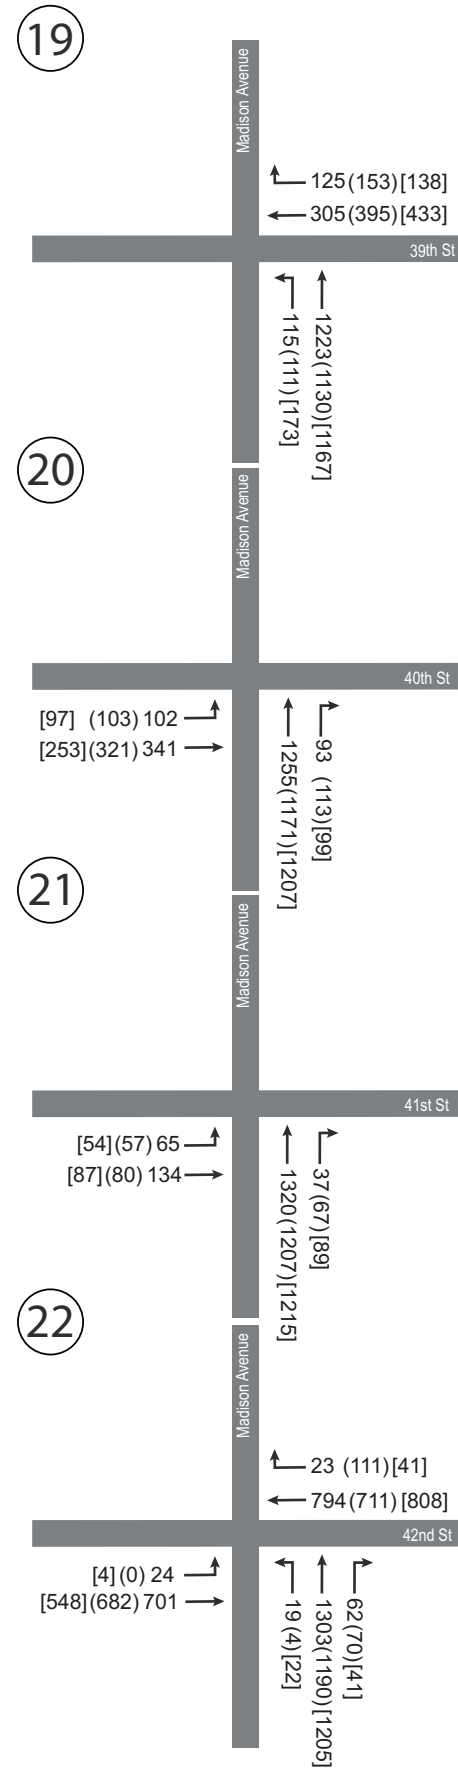 19
Madison Avenue
125 (153) [138]
305 (395) [433]
39th St
115 (111) [173]
1223 (1130) [1167]
20
Madison Avenue
40th St
[97] (103) 102
[253] (321) 341
1255 (1171) [1207]
93 (113) [99]
21
Madison Avenue
41st St
[54] (57) 65
[87] (80) 134
1320 (1207) [1215]
37 (67) [89]
22
Madison Avenue
23 (111) [41]
794 (711) [808]
42nd St
[4] (0) 24
[548] (682) 701
19 (4) [22]
1303 (1190) [1205]
62 (70) [41]